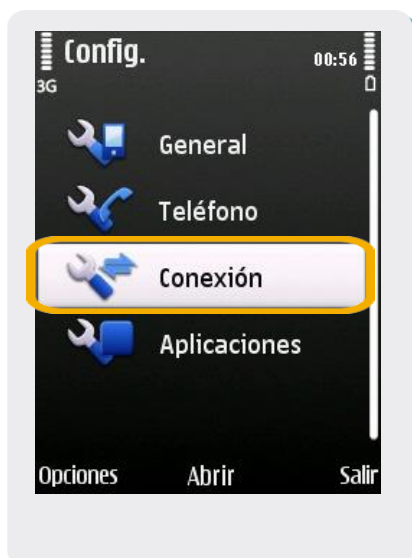 Config.
00:56
3G
General
Teléfono
Conexión
Aplicaciones
Opciones Abrir Salir